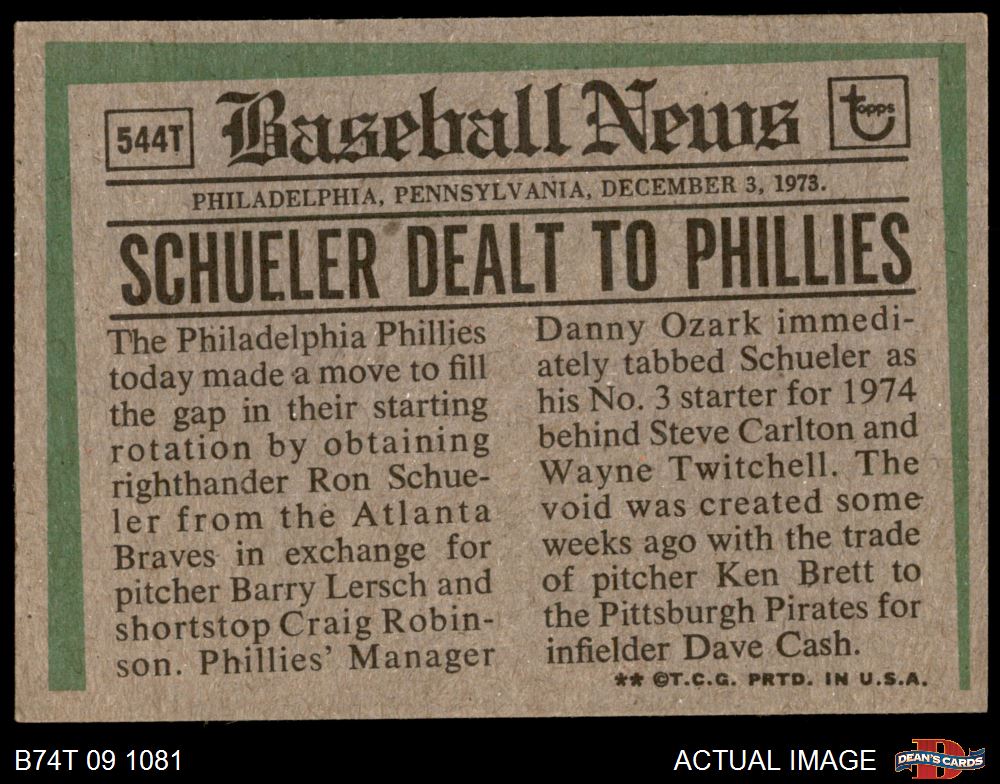 544T
Baseball News
topps
PHILADELPHIA, PENNSYLVANIA, DECEMBER 3, 1973.
SCHUELER DEALT TO PHILLIES
The Philadelphia Phillies
today made a move to fill
the gap in their starting
rotation by obtaining
righthander Ron Schue-
ler from the Atlanta
Braves in exchange for
pitcher Barry Lersch and
shortstop Craig Robin-
son. Phillies' Manager
Danny Ozark immedi-
ately tabbed Schueler as
his No. 3 starter for 1974
behind Steve Carlton and
Wayne Twitchell. The
void was created some
weeks ago with the trade
of pitcher Ken Brett to
the Pittsburgh Pirates for
infielder Dave Cash.
** ©T.C.G. PRTD. IN U.S.A.
B74T 09 1081
ACTUAL IMAGE
D
DEAN'S CARDS